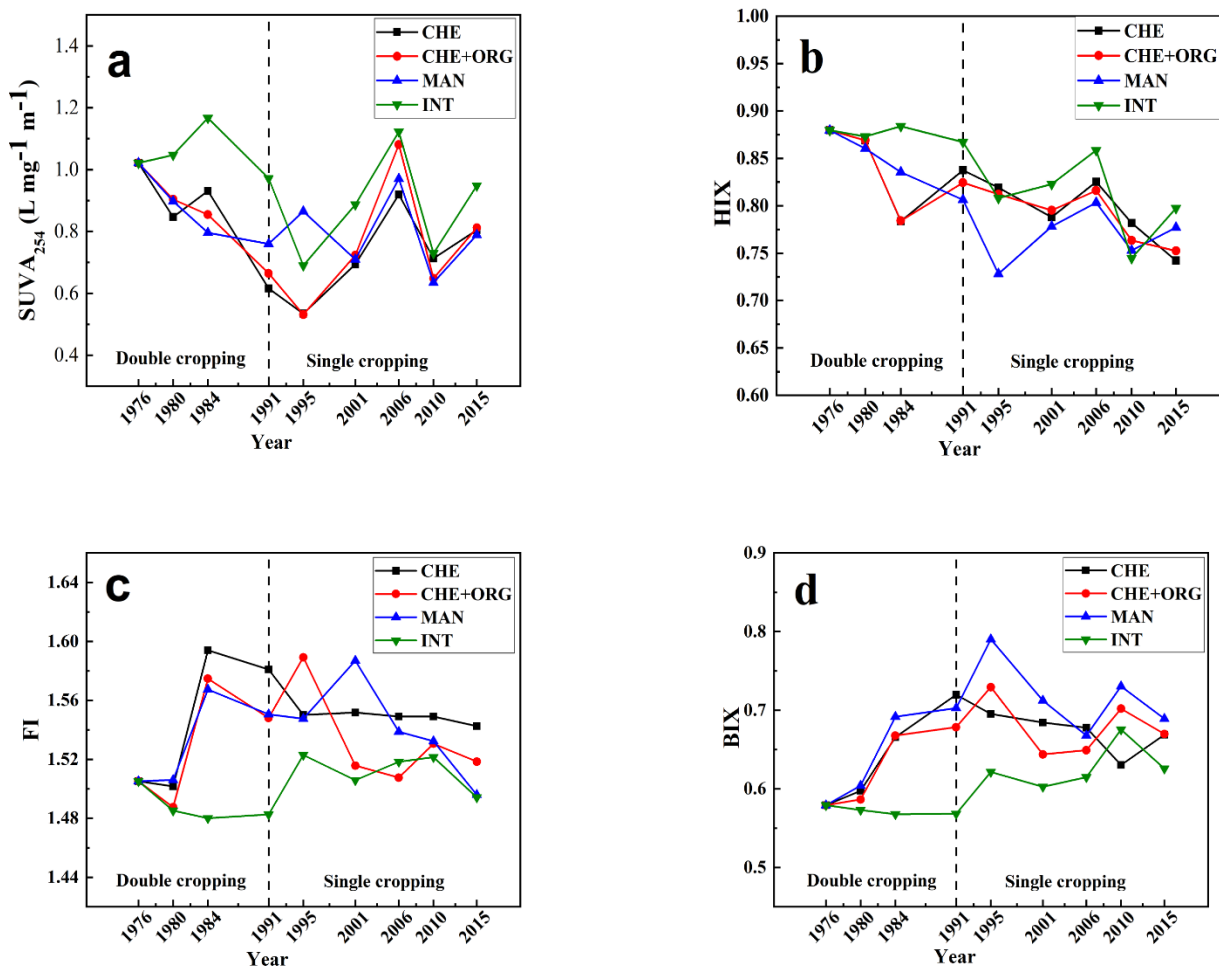 a
CHE
CHE+ORG
MAN
INT
1.4
1.2
1.0
0.8
0.6
0.4
SUVA254 (L mg-1 m-1)
Double cropping
Single cropping
1976
1980
1984
1991
1995
2001
2006
2010
2015
Year
b
CHE
CHE+ORG
MAN
INT
1.00
0.95
0.90
0.85
0.80
0.75
0.70
0.65
0.60
HIX
Double cropping
Single cropping
1976
1980
1984
1991
1995
2001
2006
2010
2015
Year
c
CHE
CHE+ORG
MAN
INT
1.64
1.60
1.56
1.52
1.48
1.44
FI
Double cropping
Single cropping
1976
1980
1984
1991
1995
2001
2006
2010
2015
Year
d
CHE
CHE+ORG
MAN
INT
0.9
0.8
0.7
0.6
0.5
BIX
Double cropping
Single cropping
1976
1980
1984
1991
1995
2001
2006
2010
2015
Year